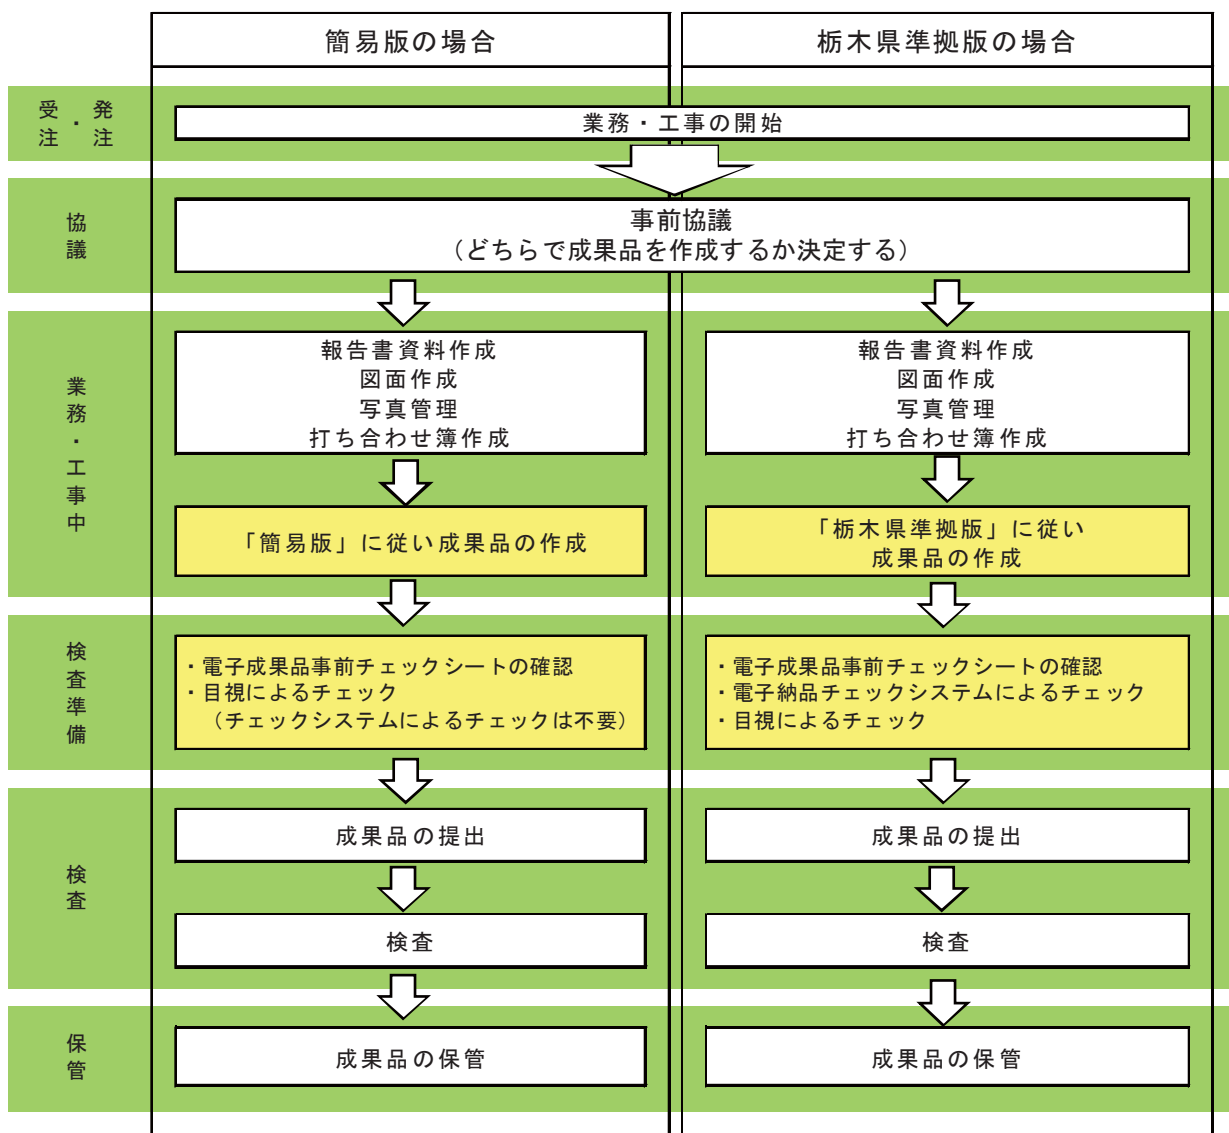 簡易版の場合
栃木県準拠版の場合
受注・発注
業務・工事の開始
協議
事前協議
（どちらで成果品を作成するか決定する）
業務・工事中
報告書資料作成
図面作成
写真管理
打ち合わせ簿作成
報告書資料作成
図面作成
写真管理
打ち合わせ簿作成
「簡易版」に従い成果品の作成
「栃木県準拠版」に従い
成果品の作成
検査準備
・電子成果品事前チェックシートの確認
・目視によるチェック
（チェックシステムによるチェックは不要）
・電子成果品事前チェックシートの確認
・電子納品チェックシステムによるチェック
・目視によるチェック
検査
成果品の提出
成果品の提出
検査
検査
保管
成果品の保管
成果品の保管